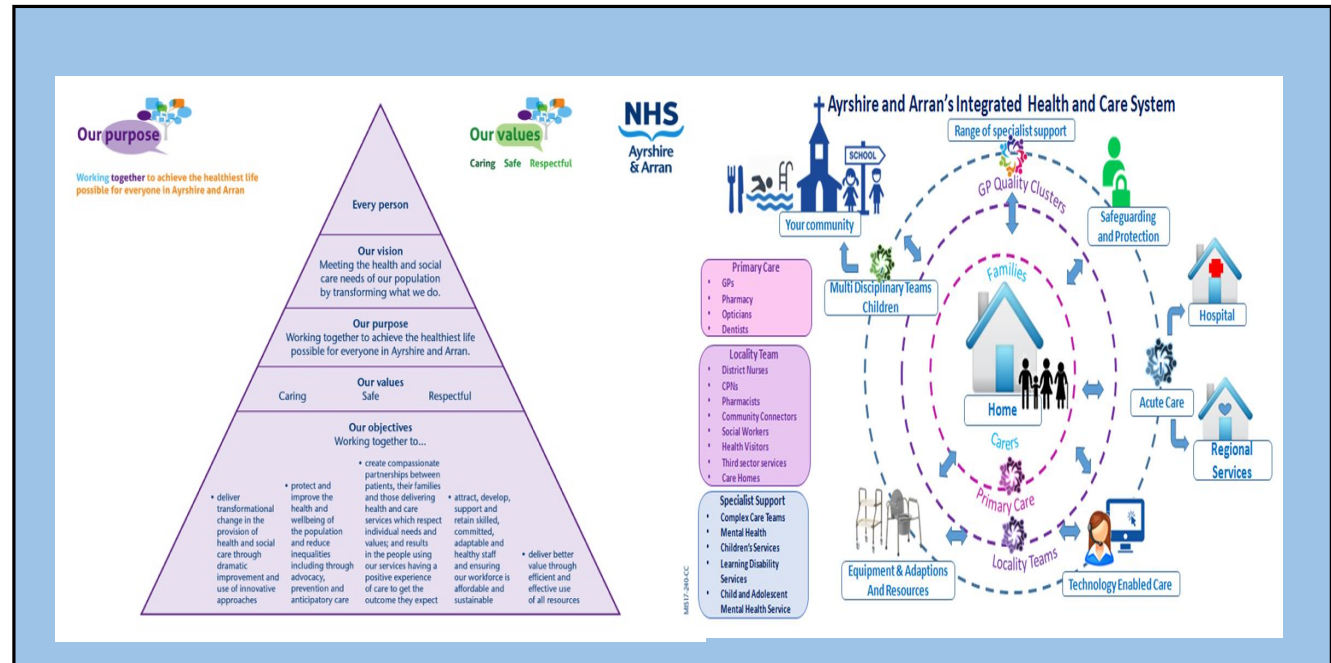 Our purpose
Working together to achieve the healthiest life
possible for everyone in Ayrshire and Arran
Our values
Caring Safe Respectful
NHS
Ayrshire
& Arran
Every person
Our vision
Meeting the health and social
care needs of our population
by transforming what we do.
Our purpose
Working together to achieve the healthiest life
possible for everyone in Ayrshire and Arran.
Our values
Caring Safe Respectful
Our objectives
Working together to...
• deliver
transformational
change in the
provision of
health and social
care through
dramatic
improvement and
use of innovative
approaches
• protect and
improve the
health and
wellbeing of
the population
and reduce
inequalities
including through
advocacy,
prevention and
anticipatory care
• create compassionate
partnerships between
patients, their families
and those delivering
health and care
services which respect
individual needs and
values; and results
in the people using
our services having a
positive experience
of care to get the
outcome they expect
• attract, develop,
support and
retain skilled,
committed,
adaptable and
healthy staff
and ensuring
our workforce is
affordable and
sustainable
• deliver better
value through
efficient and
effective use
of all resources
MIS17-240-CC
Ayrshire and Arran's Integrated Health and Care System
Range of specialist support
SCHOOL
GP Quality Clusters
Your community
Safeguarding
and Protection
Multi Disciplinary Teams
Children
Families
Hospital
Home
Acute Care
Carers
Regional
Services
Primary Care
Locality Teams
Equipment & Adaptions
And Resources
Technology Enabled Care
Primary Care
• GPs
• Pharmacy
• Opticians
• Dentists
Locality Team
• District Nurses
• CPNs
• Pharmacists
• Community Connectors
• Social Workers
• Health Visitors
• Third sector services
• Care Homes
Specialist Support
• Complex Care Teams
• Mental Health
• Children's Services
• Learning Disability
Services
• Child and Adolescent
Mental Health Service